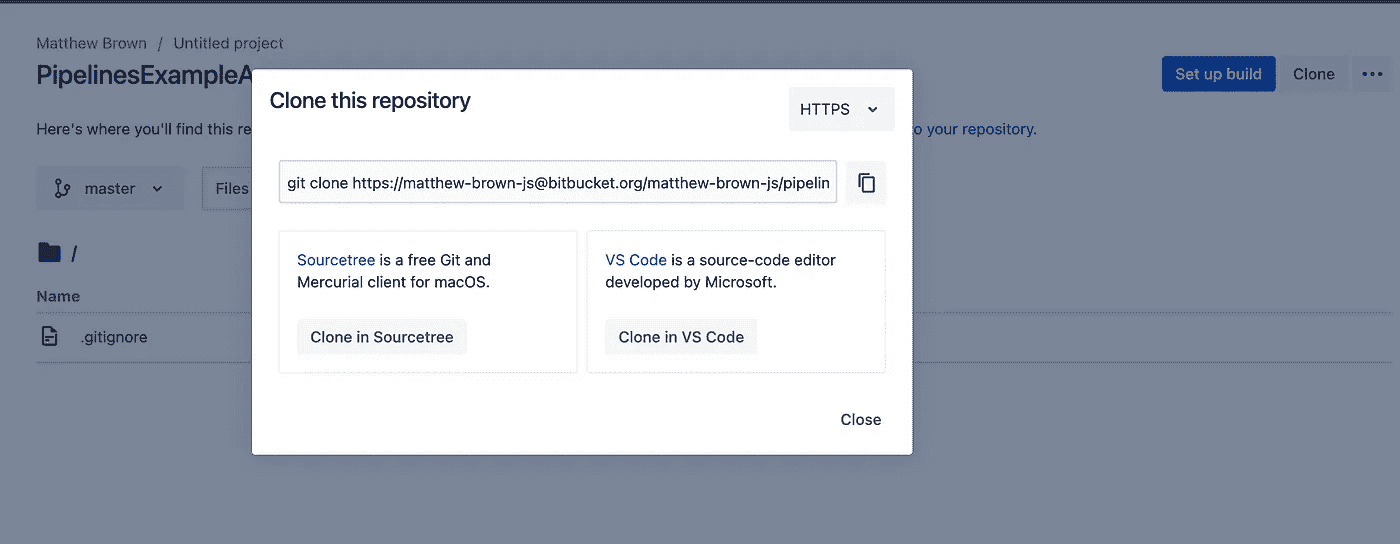 Matthew Brown / Untitled project
PipelinesExampleA
Set up build
Clone
Here's where you'll find this re
o your repository.
master
Files
/
Name
.gitignore
Clone this repository
HTTPS
git clone https://matthew-brown-js@bitbucket.org/matthew-brown-js/pipelin
Sourcetree is a free Git and
Mercurial client for macOS.
Clone in Sourcetree
VS Code is a source-code editor
developed by Microsoft.
Clone in VS Code
Close